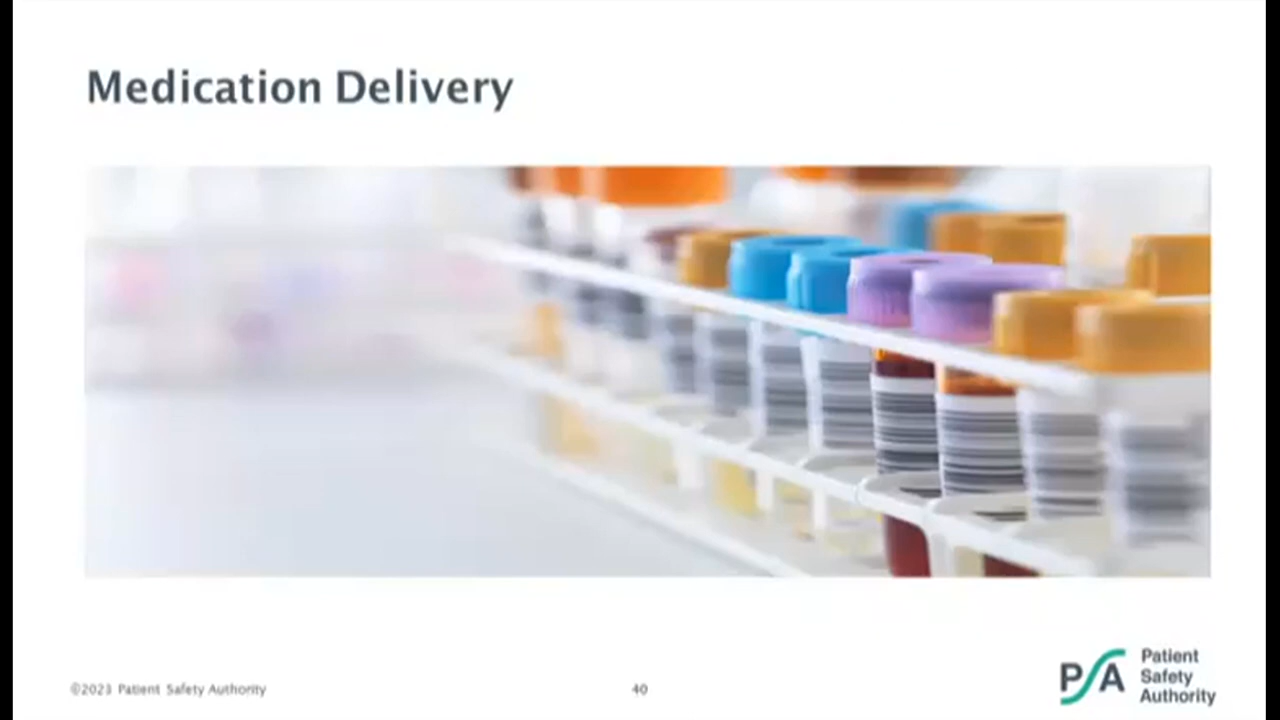 Medication Delivery
©2023 Patient Safety Authority
40
PSA
Patient
Safety
Authority